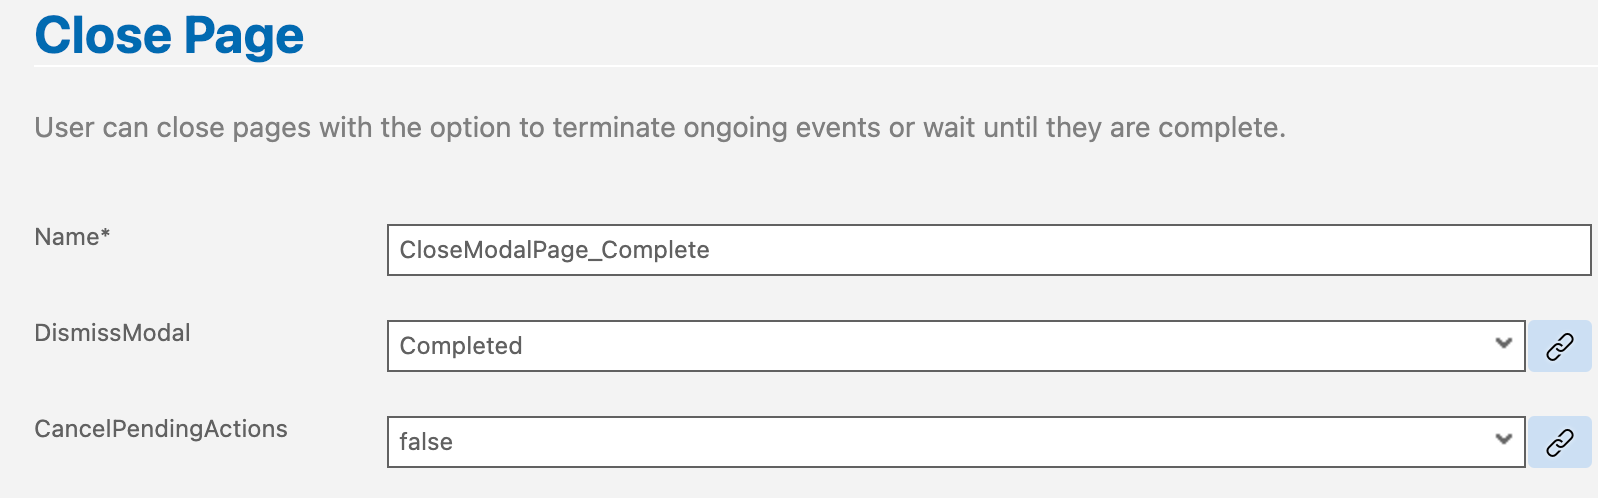 Close Page
User can close pages with the option to terminate ongoing events or wait until they are complete.
Name*
CloseModalPage_Complete
DismissModal
Completed
CancelPendingActions
false